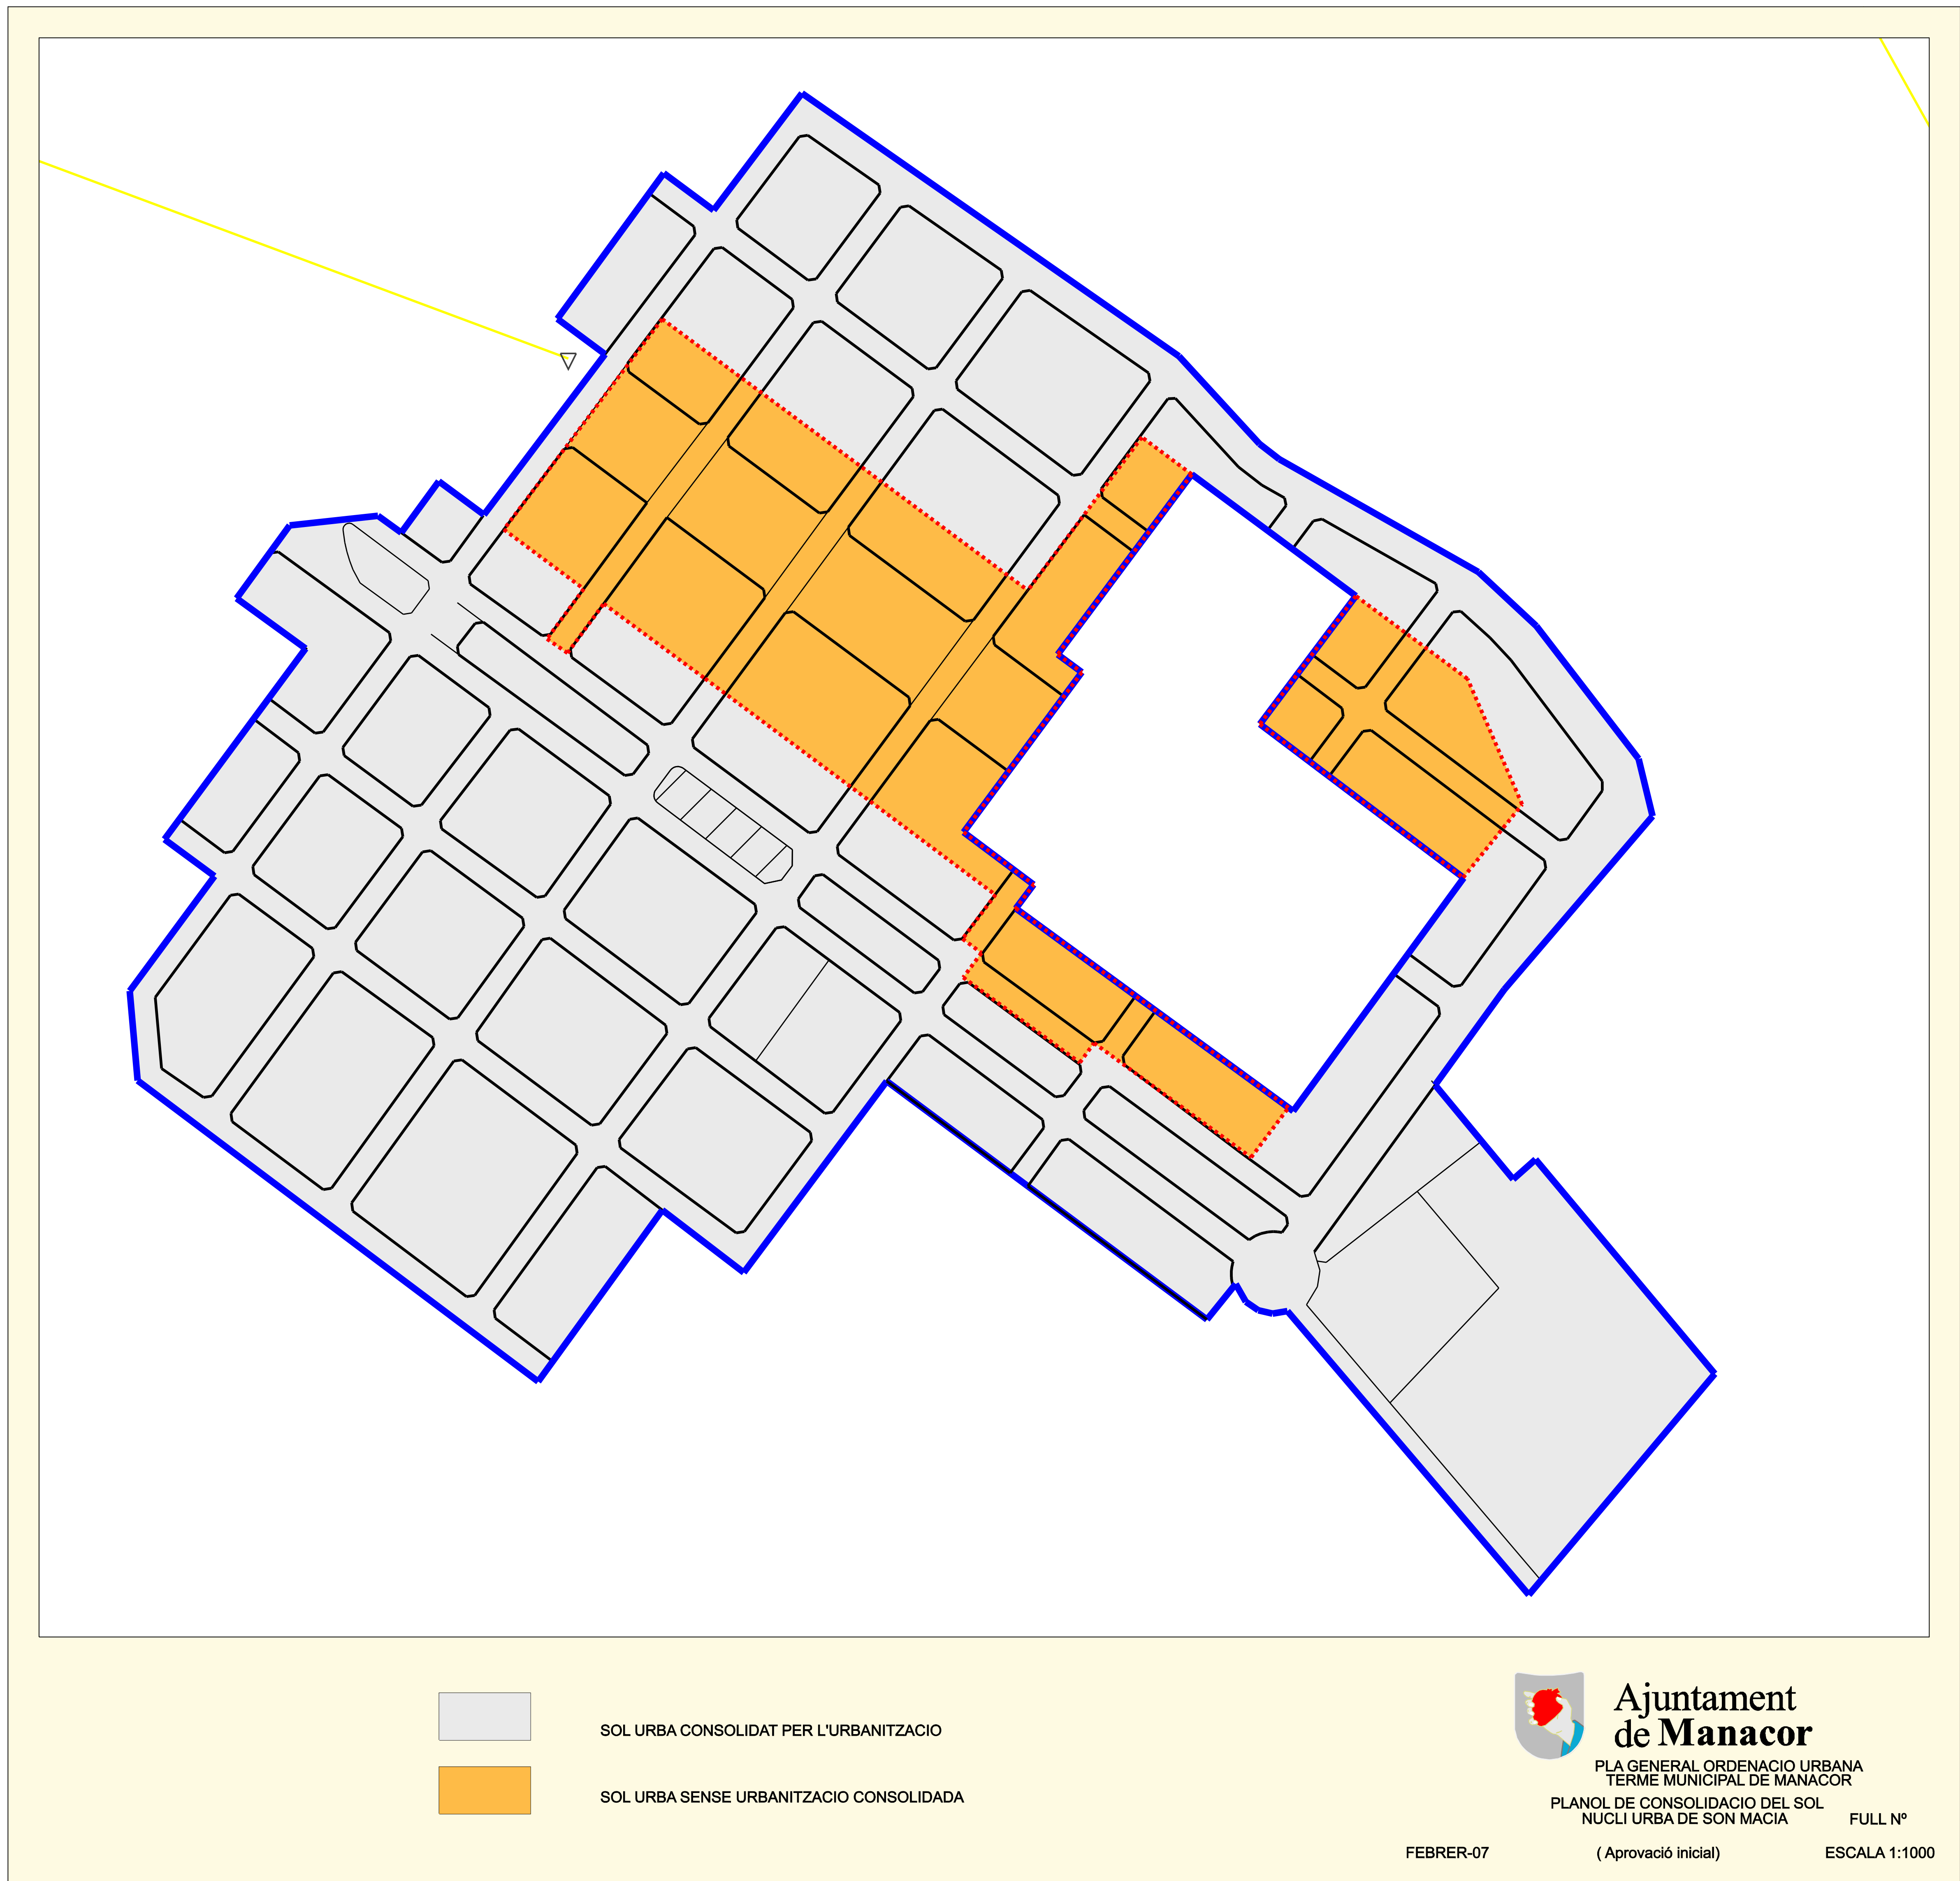 SOL URBA CONSOLIDAT PER L'URBANITZACIO
SOL URBA SENSE URBANITZACIO CONSOLIDADA
Ajuntament
de Manacor
PLA GENERAL ORDENACIO URBANA
TERME MUNICIPAL DE MANACOR
PLANOL DE CONSOLIDACIO DEL SOL
NUCLI URBA DE SON MACIA FULL Nº
FEBRER-07 ( Aprovació inicial) ESCALA 1:1000